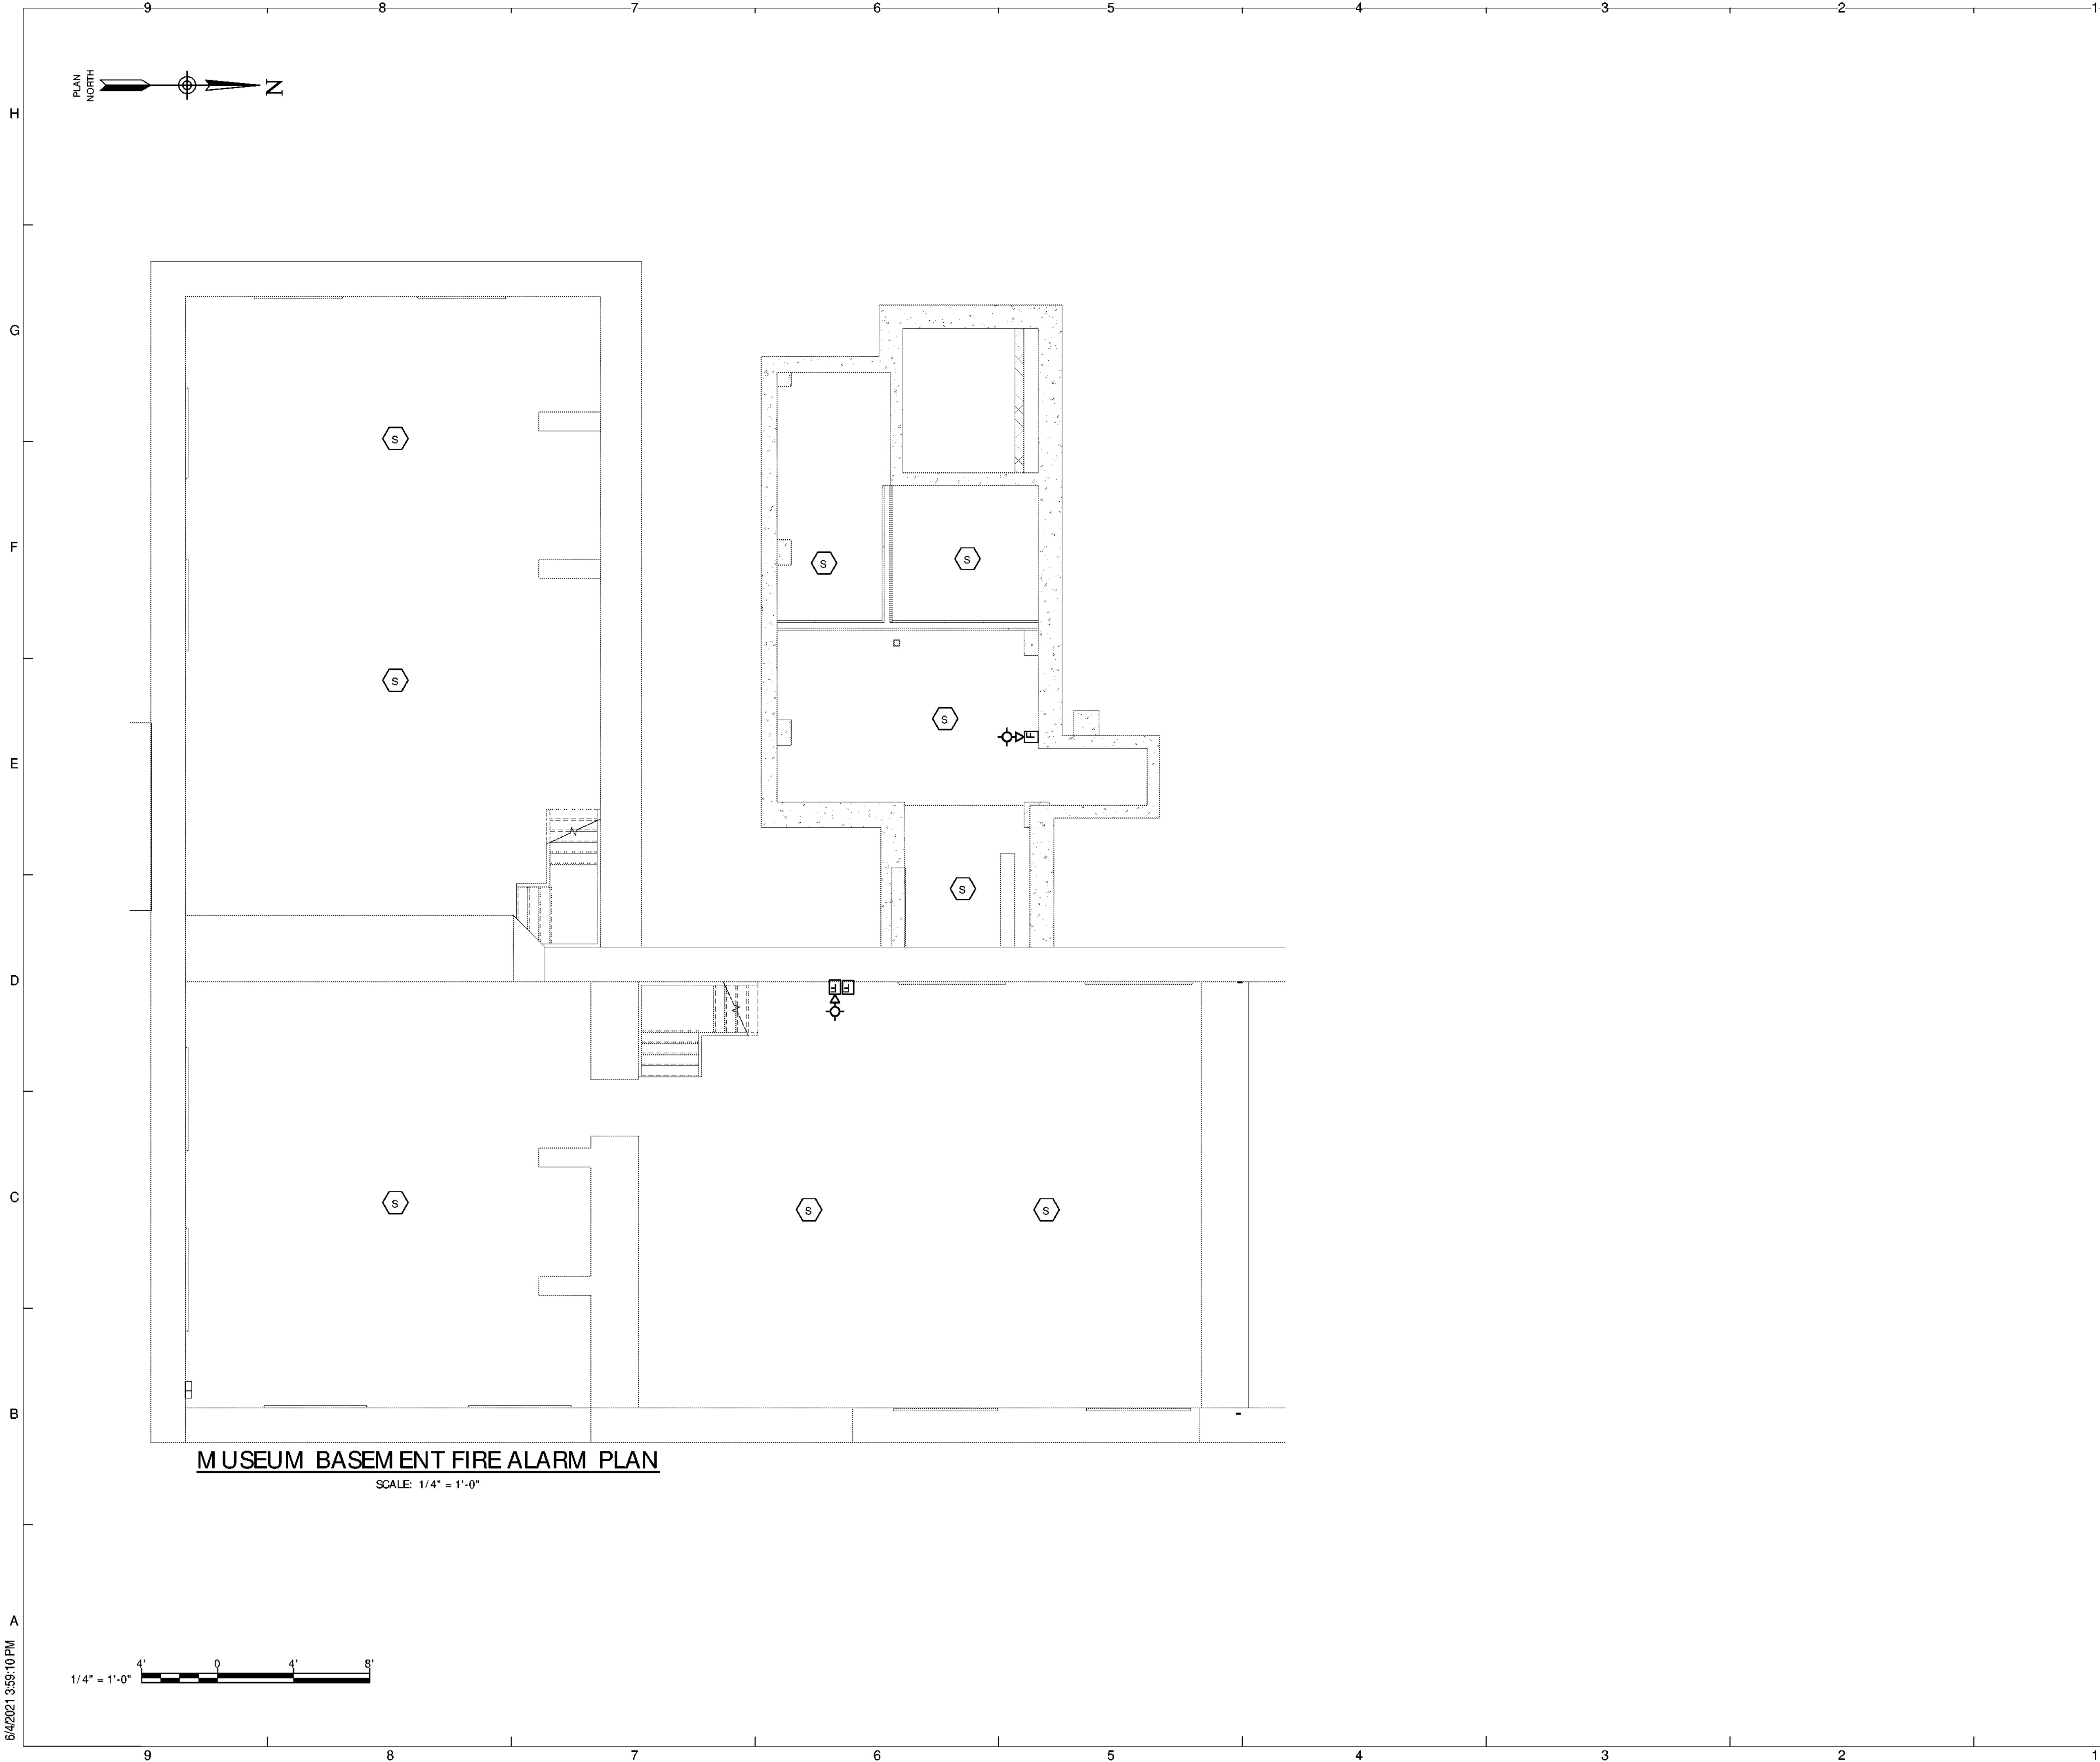 9 8 7 6 5 4 3 2 1
PLAN
NORTH
N
H
G
S
F
S
S
S
S
E
F
S
D
F F
C
S
S
S
B
MUSEUM BASEMENT FIRE ALARM PLAN
SCALE: 1/4" = 1'-0"
A
4' 0 4' 8'
1/4" = 1'-0"
6/4/2021 3:59:10 PM
9 8 7 6 5 4 3 2 1